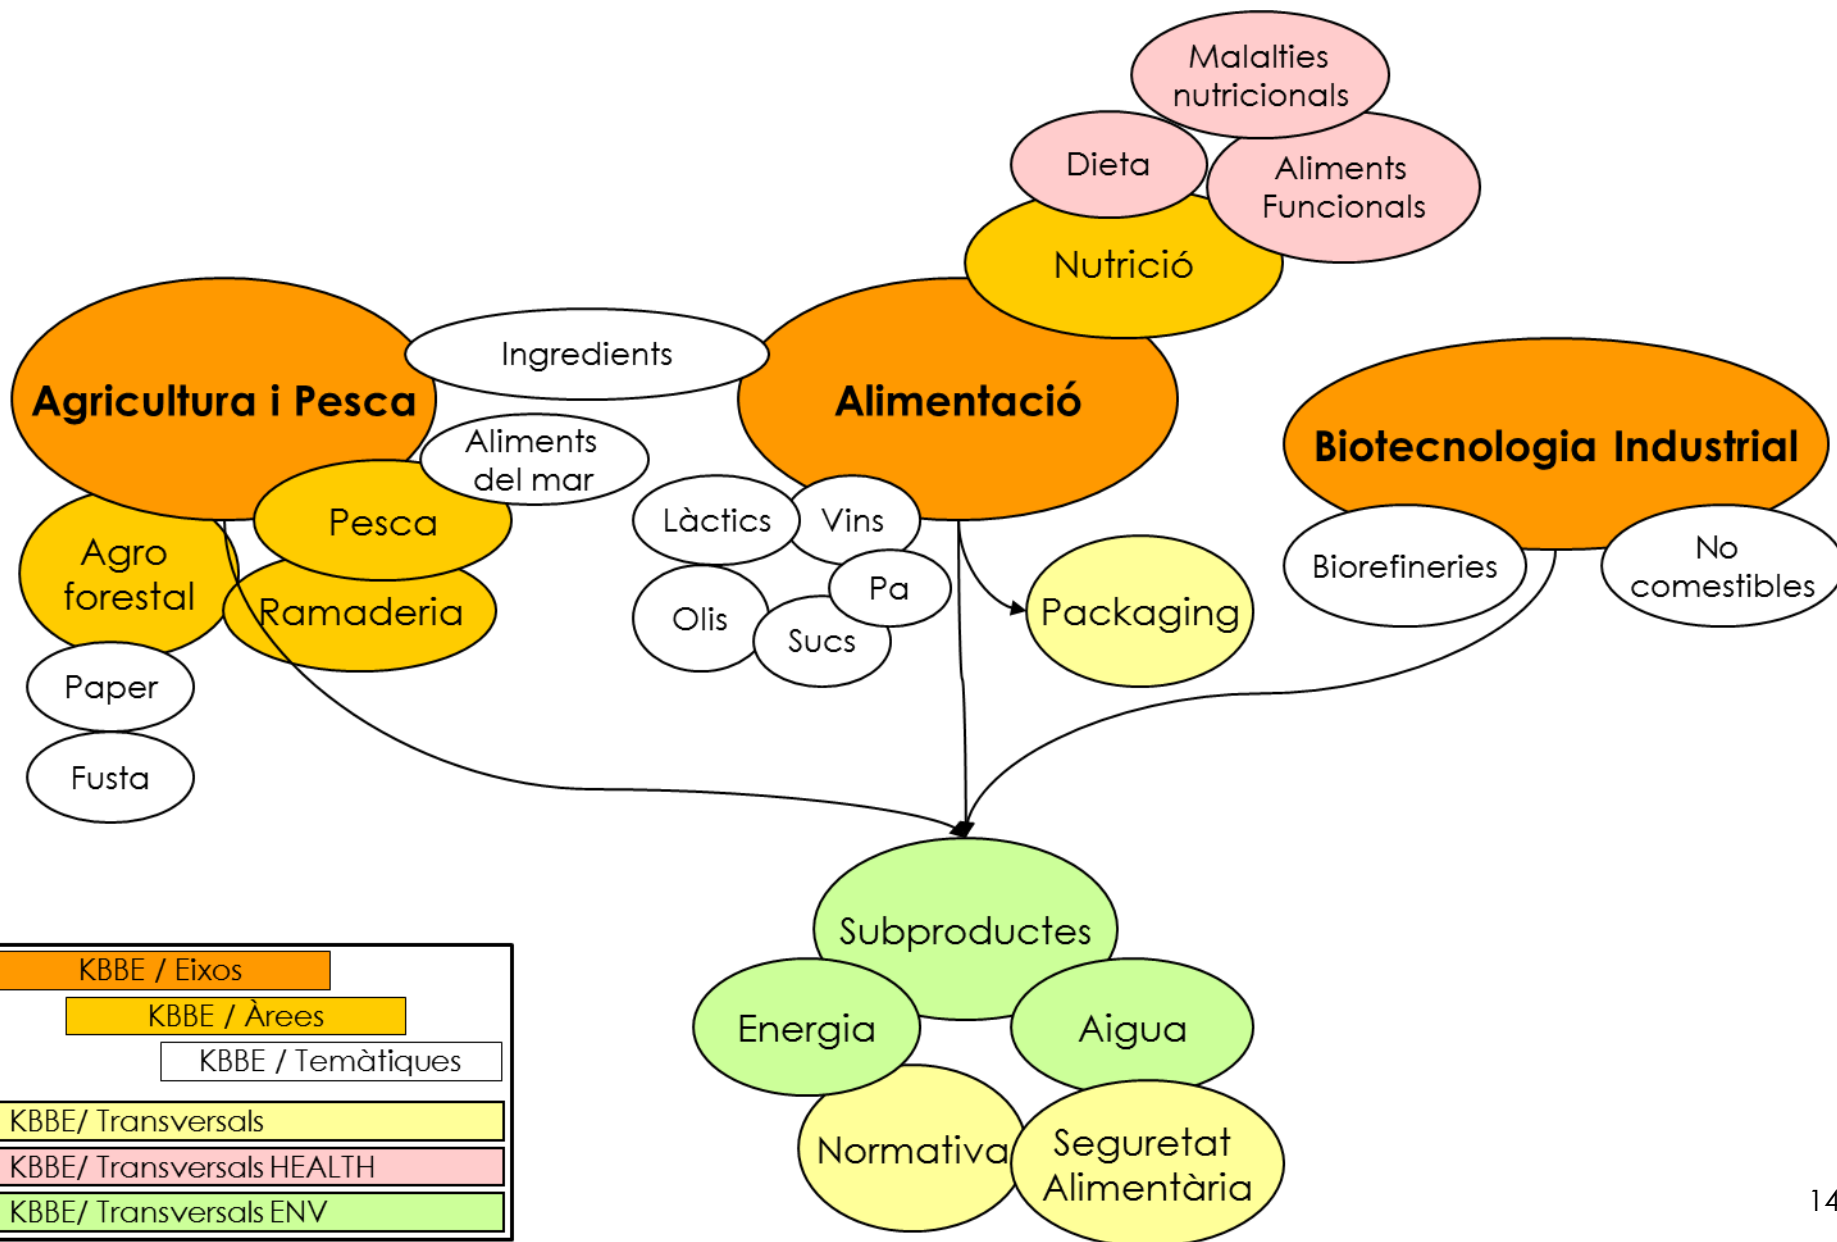 Malalties
nutricionals
Dieta
Aliments
Funcionals
Nutrició
Ingredients
Agricultura i Pesca
Alimentació
Biotecnologia Industrial
Aliments
del mar
Pesca
Làctics
Vins
Agro
forestal
Ramaderia
Olis
Pa
Sucs
Packaging
Biorefineries
No
comestibles
Paper
Fusta
Subproductes
Energia
Aigua
Normativa
Seguretat
Alimentària
KBBE / Eixos
KBBE / Àrees
KBBE / Temàtiques
KBBE/ Transversals
KBBE/ Transversals HEALTH
KBBE/ Transversals ENV
14